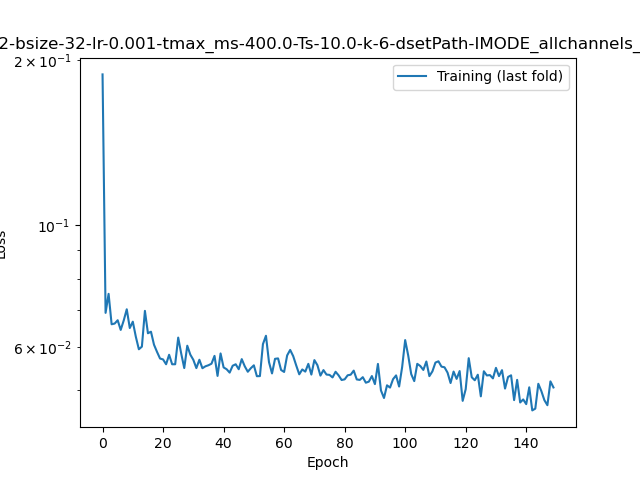 2-bsize-32-lr-0.001-tmax_ms-400.0-Ts-10.0-k-6-dsetPath-IMODE_allchannels_
2 × 10⁻¹
Training (last fold)
10⁻¹
Loss
6 × 10⁻²
0 20 40 60 80 100 120 140
Epoch